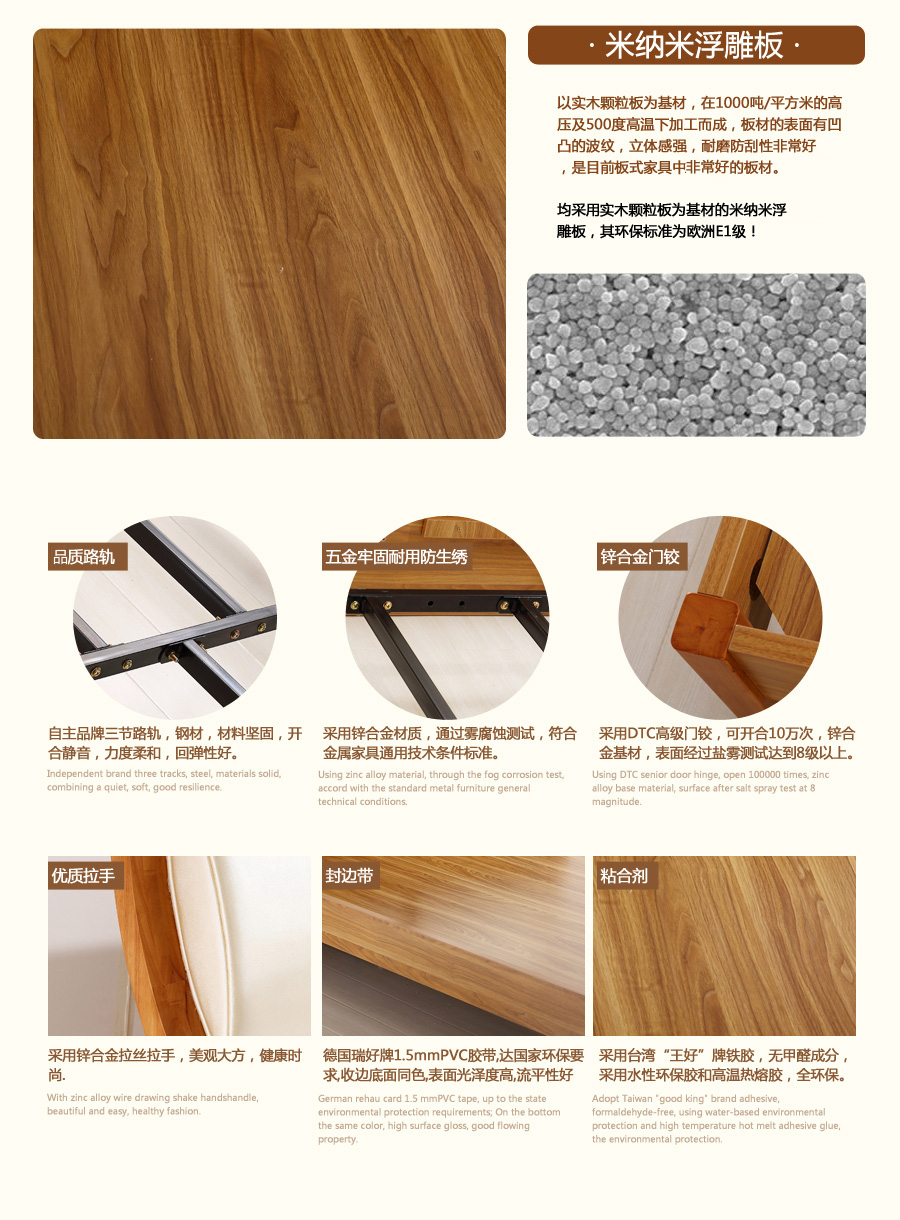 · 米纳米浮雕板 ·
以实木颗粒板为基材，在1000吨/平方米的高
压及500度高温下加工而成，板材的表面有凹
凸的波纹，立体感强，耐磨防刮性非常好
，是目前板式家具中非常好的板材。
均采用实木颗粒板为基材的米纳米浮
雕板，其环保标准为欧洲E1级！
品质路轨
五金牢固耐用防生绣
锌合金门铰
自主品牌三节路轨，钢材，材料坚固，开
合静音，力度柔和，回弹性好。
Independent brand three tracks, steel, materials solid,
combining a quiet, soft, good resilience.
采用锌合金材质，通过雾腐蚀测试，符合
金属家具通用技术条件标准。
Using zinc alloy material, through the fog corrosion test,
accord with the standard metal furniture general
technical conditions.
采用DTC高级门铰，可开合10万次，锌合
金基材，表面经过盐雾测试达到8级以上。
Using DTC senior door hinge, open 100000 times, zinc
alloy base material, surface after salt spray test at 8
magnitude.
优质拉手
封边带
粘合剂
采用锌合金拉丝拉手，美观大方，健康时
尚.
With zinc alloy wire drawing shake handshandle,
beautiful and easy, healthy fashion.
德国瑞好牌1.5mmPVC胶带,达国家环保要
求,收边底面同色,表面光泽度高,流平性好
German rehau card 1.5 mmPVC tape, up to the state
environmental protection requirements; On the bottom
the same color, high surface gloss, good flowing
property.
采用台湾“王好”牌铁胶，无甲醛成分，
采用水性环保胶和高温热熔胶，全环保。
Adopt Taiwan "good king" brand adhesive,
formaldehyde-free, using water-based environmental
protection and high temperature hot melt adhesive glue,
the environmental protection.